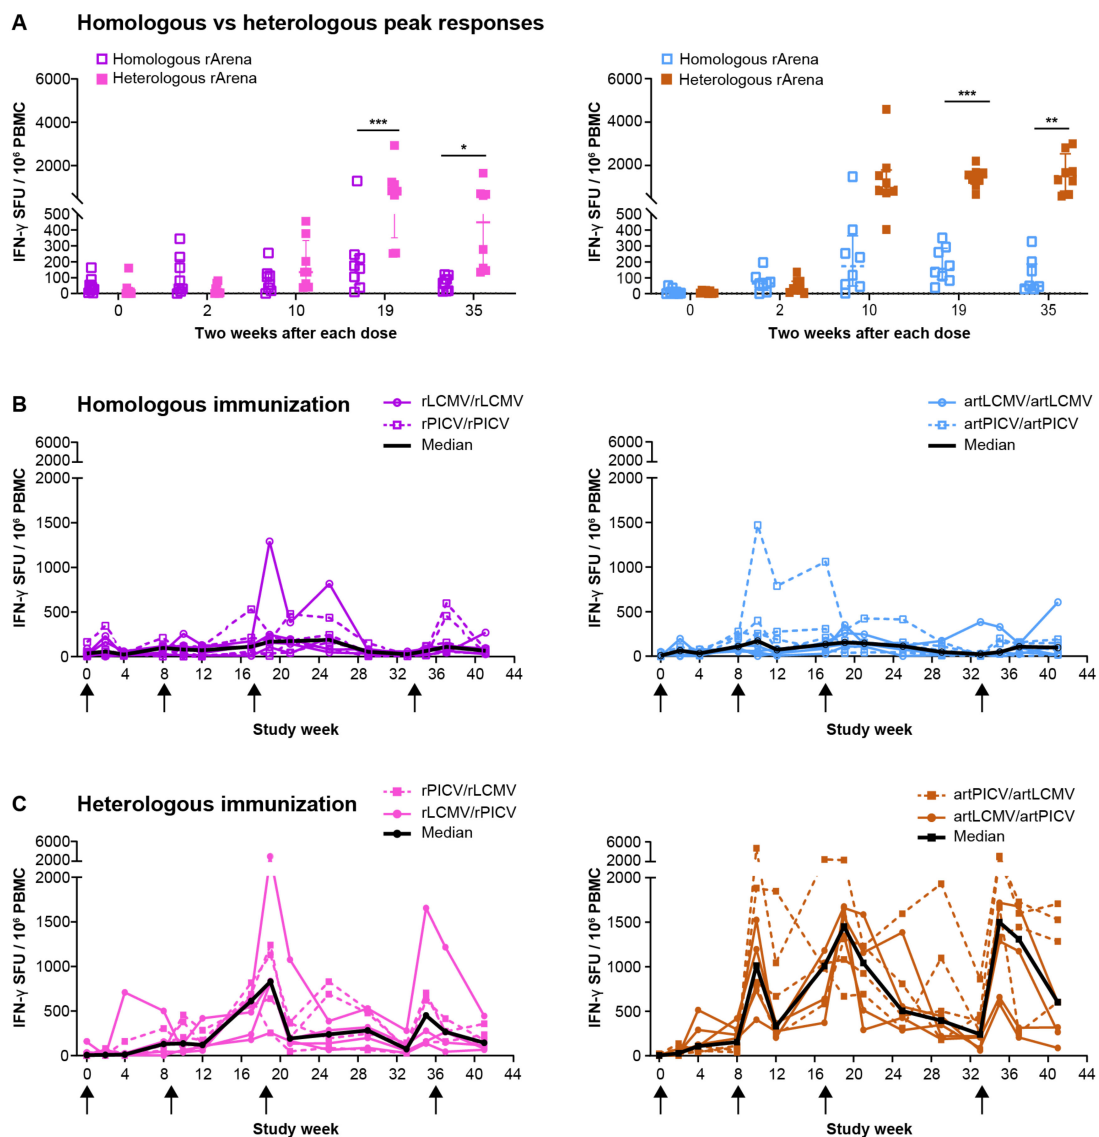 A Homologous vs heterologous peak responses
Homologous rArena
Heterologous rArena
IFN-γ SFU / 10⁶ PBMC
6000
4000
2000
500
400
300
200
100
0
***
*
0 2 10 19 35
Two weeks after each dose
Homologous rArena
Heterologous rArena
IFN-γ SFU / 10⁶ PBMC
6000
4000
2000
500
400
300
200
100
0
***
**
0 2 10 19 35
Two weeks after each dose
B Homologous immunization
rLCMV/rLCMV
rPICV/rPICV
Median
IFN-γ SFU / 10⁶ PBMC
6000
2000
2000
1500
1000
500
0
0 4 8 12 16 20 24 28 32 36 40 44
Study week
artLCMV/artLCMV
artPICV/artPICV
Median
IFN-γ SFU / 10⁶ PBMC
6000
2000
2000
1500
1000
500
0
0 4 8 12 16 20 24 28 32 36 40 44
Study week
C Heterologous immunization
rPICV/rLCMV
rLCMV/rPICV
Median
IFN-γ SFU / 10⁶ PBMC
6000
2000
2000
1500
1000
500
0
0 4 8 12 16 20 24 28 32 36 40 44
Study week
artPICV/artLCMV
artLCMV/artPICV
Median
IFN-γ SFU / 10⁶ PBMC
6000
2000
2000
1500
1000
500
0
0 4 8 12 16 20 24 28 32 36 40 44
Study week